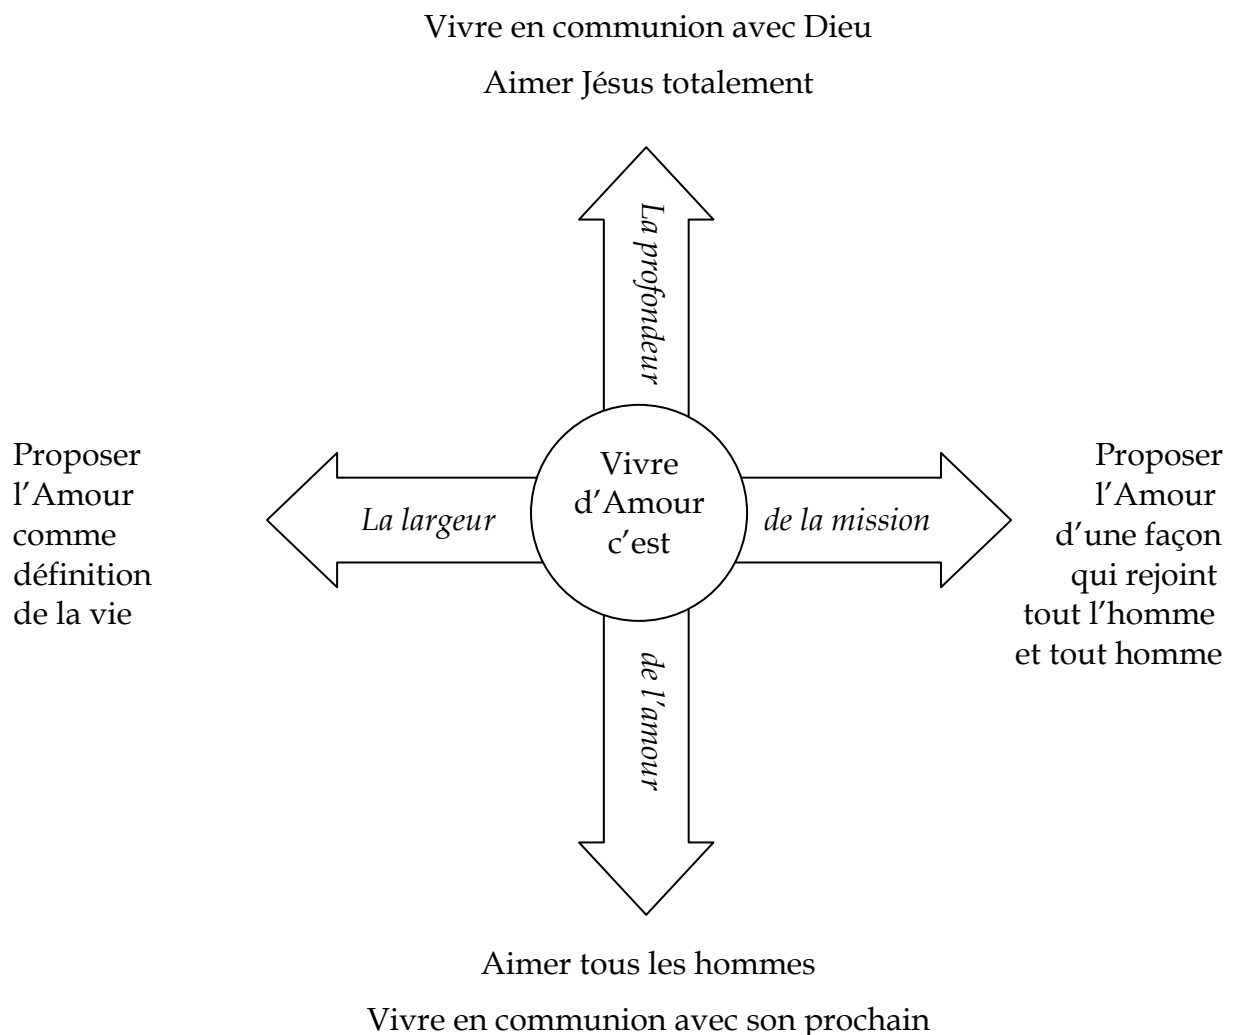 Vivre en communion avec Dieu
Aimer Jésus totalement
La profondeur
Proposer
l’Amour
comme
définition
de la vie
La largeur
Vivre
d’Amour
c’est
de la mission
Proposer
l’Amour
d’une façon
qui rejoint
tout l’homme
et tout homme
de l’amour
Aimer tous les hommes
Vivre en communion avec son prochain